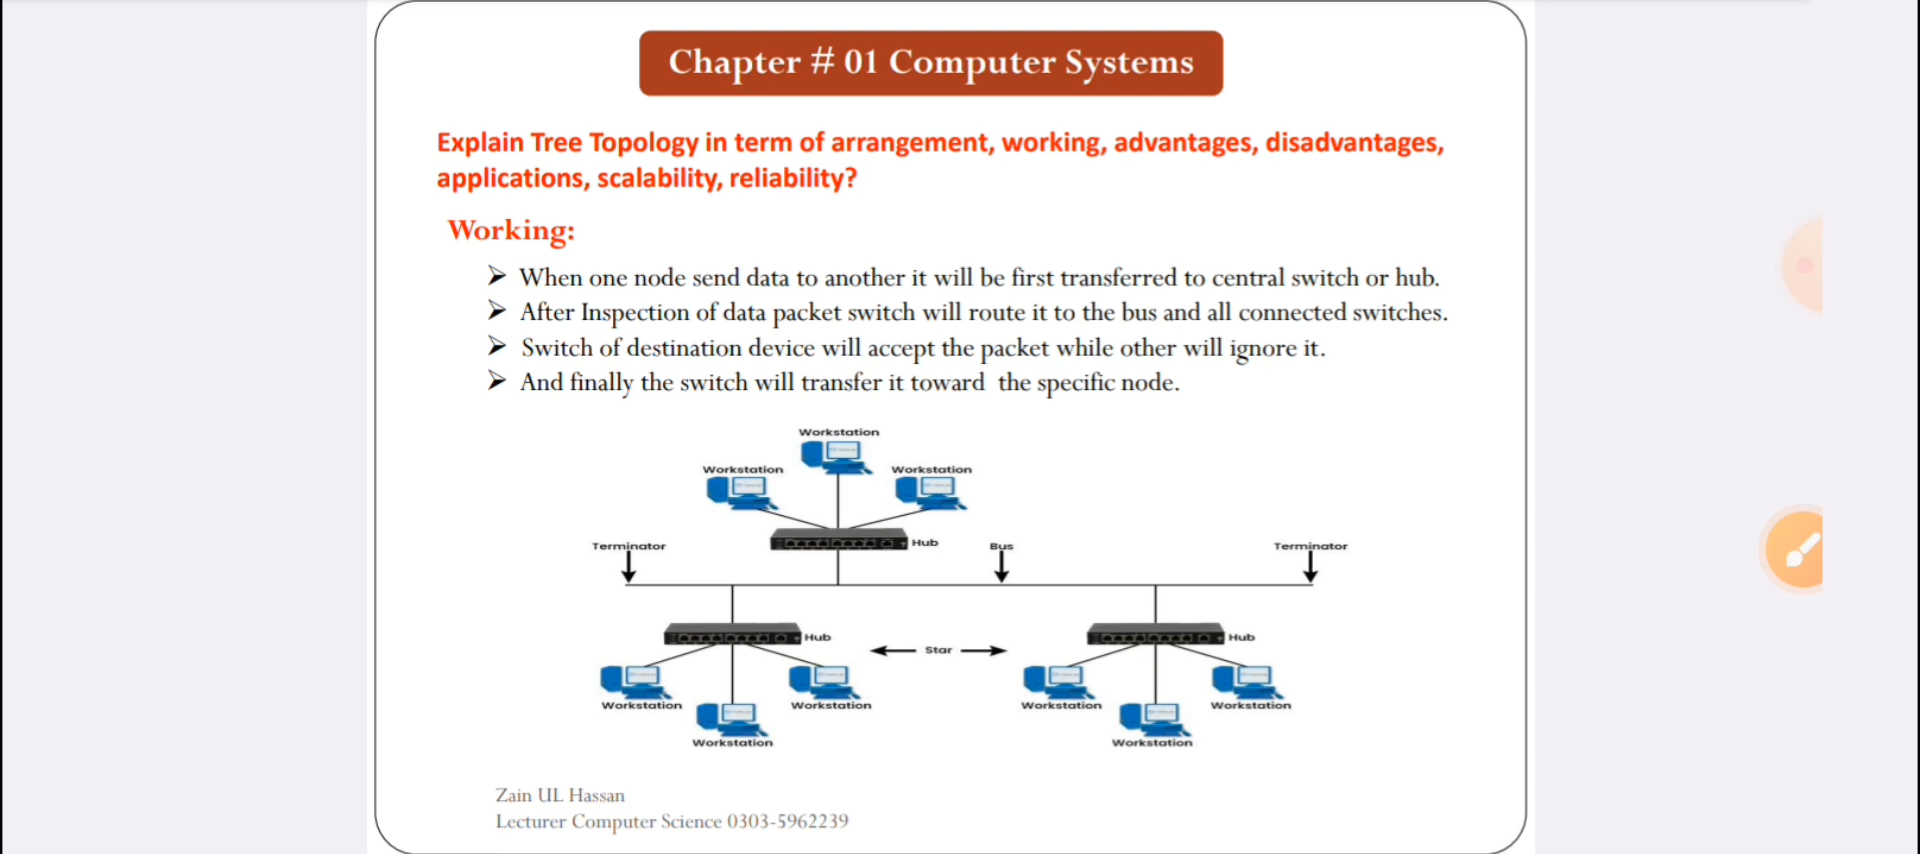 Chapter # 01 Computer Systems
Explain Tree Topology in term of arrangement, working, advantages, disadvantages,
applications, scalability, reliability?
Working:
➢ When one node send data to another it will be first transferred to central switch or hub.
➢ After Inspection of data packet switch will route it to the bus and all connected switches.
➢ Switch of destination device will accept the packet while other will ignore it.
➢ And finally the switch will transfer it toward the specific node.
Workstation
Workstation
Workstation
Hub
Terminator
Bus
Terminator
Hub
Star
Hub
Workstation
Workstation
Workstation
Workstation
Workstation
Workstation
Zain UL Hassan
Lecturer Computer Science 0303-5962239